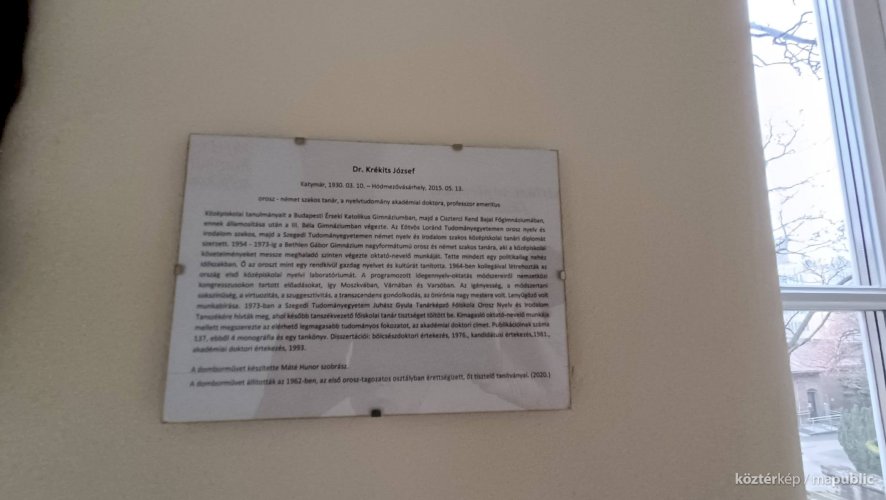 Dr. Krékits József
Katymár, 1930. 03. 10. – Hódmezővásárhely, 2015. 05. 13.
orosz - német szakos tanár, a nyelvtudomány akadémiai doktora, professzor emeritus
Középiskolai tanulmányait a Budapesti Érseki Katolikus Gimnáziumban, majd a Ciszterci Rend Bajai Főgimnáziumában,
ennek államosítása után a III. Béla Gimnáziumban végezte. Az Eötvös Loránd Tudományegyetemen orosz nyelv és
irodalom szakos, majd a Szegedi Tudományegyetemen német nyelv és irodalom szakos középiskolai tanári diplomát
szerzett. 1954 - 1973-ig a Bethlen Gábor Gimnázium nagyformátumú orosz és német szakos tanára, aki a középiskolai
követelményeket messze meghaladó szinten végezte oktató-nevelő munkáját. Tette mindezt egy politikailag nehéz
időszakban. Ő az oroszt mint egy rendkívül gazdag nyelvet és kultúrát tanította. 1964-ben kollegáival létrehozták az
ország első középiskolai nyelvi laboratóriumát. A programozott idegennyelv-oktatás módszereiről nemzetközi
kongresszusokon tartott előadásokat, így Moszkvában, Várnában és Varsóban. Az igényesség, a módszertani
sokszínűség, a virtuozitás, a szuggesztivitás, a transzcendens gondolkodás, az önirónia nagy mestere volt. Lenyűgöző volt
munkabírása. 1973-ban a Szegedi Tudományegyetem Juhász Gyula Tanárképző Főiskola Orosz Nyelv és Irodalom
Tanszékére hívták meg, ahol később tanszékvezető főiskolai tanár tisztséget töltött be. Kimagasló oktató-nevelő munkája
mellett megszerezte az elérhető legmagasabb tudományos fokozatot, az akadémiai doktori címet. Publikációinak száma
137, ebből 4 monográfia és egy tankönyv. Disszertációi: bölcsészdoktori értekezés, 1976., kandidátusi értekezés,1981.,
akadémiai doktori értekezés, 1993.
A domborművet készítette Máté Hunor szobrász.
A domborművet állították az 1962-ben, az első orosz-tagozatos osztályban érettségizett, őt tisztelő tanítványai. (2020.)
köztérkép / mapublic